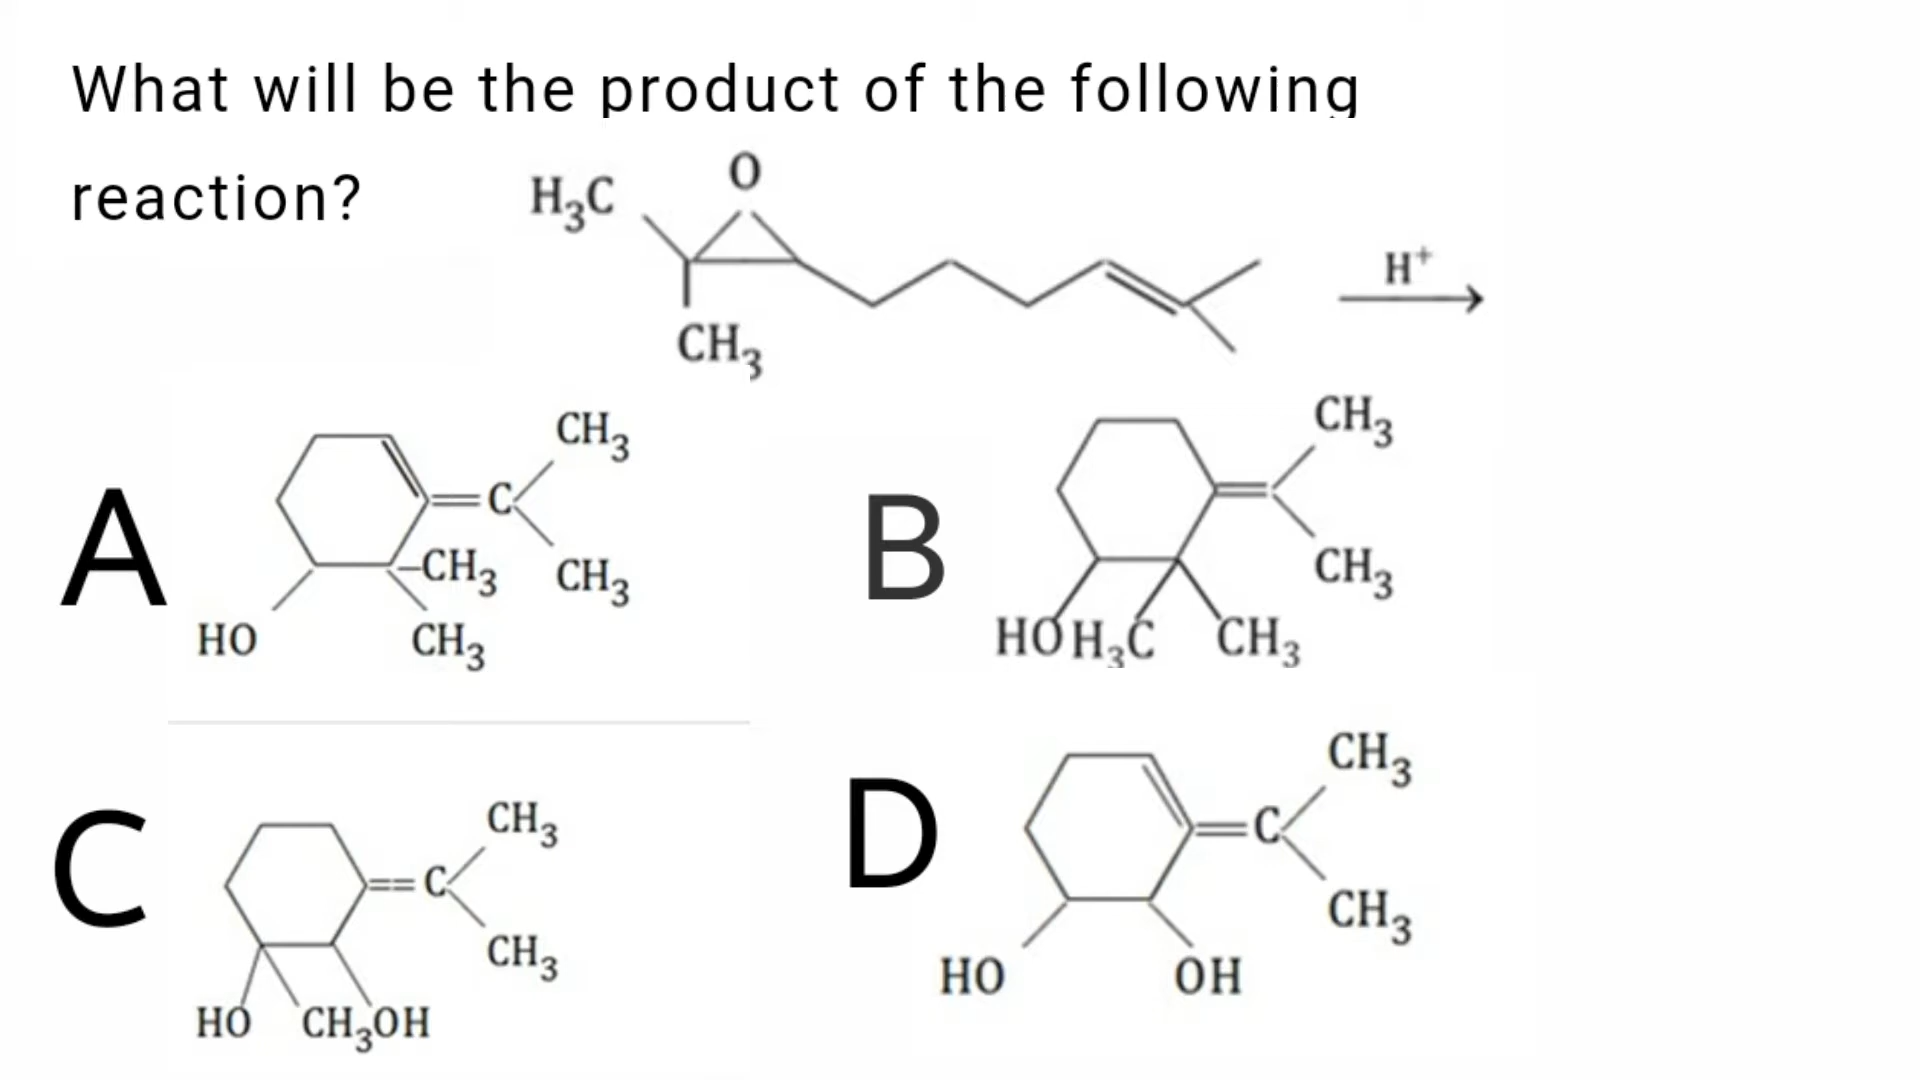 What will be the product of the following
reaction?
H₃C
O
CH₃
H⁺
A
CH₃
C
CH₃
CH₃
HO
CH₃
B
CH₃
CH₃
HO H₃C CH₃
C
CH₃
C
CH₃
HO CH₃OH
D
CH₃
C
CH₃
HO OH